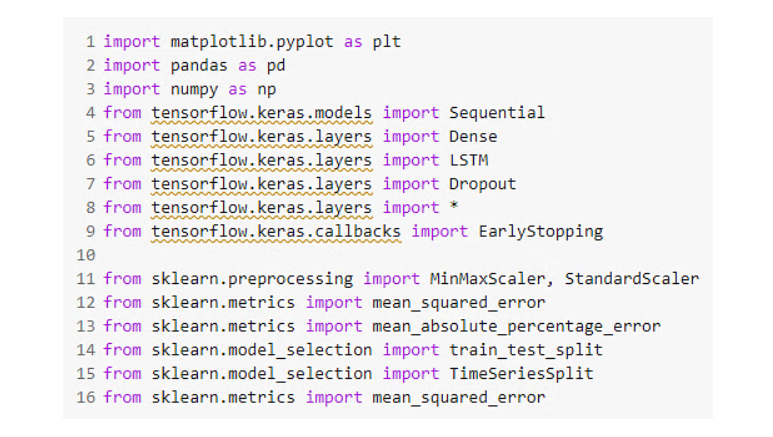 1 import matplotlib.pyplot as plt
2 import pandas as pd
3 import numpy as np
4 from tensorflow.keras.models import Sequential
5 from tensorflow.keras.layers import Dense
6 from tensorflow.keras.layers import LSTM
7 from tensorflow.keras.layers import Dropout
8 from tensorflow.keras.layers import *
9 from tensorflow.keras.callbacks import EarlyStopping
10
11 from sklearn.preprocessing import MinMaxScaler, StandardScaler
12 from sklearn.metrics import mean_squared_error
13 from sklearn.metrics import mean_absolute_percentage_error
14 from sklearn.model_selection import train_test_split
15 from sklearn.model_selection import TimeSeriesSplit
16 from sklearn.metrics import mean_squared_error